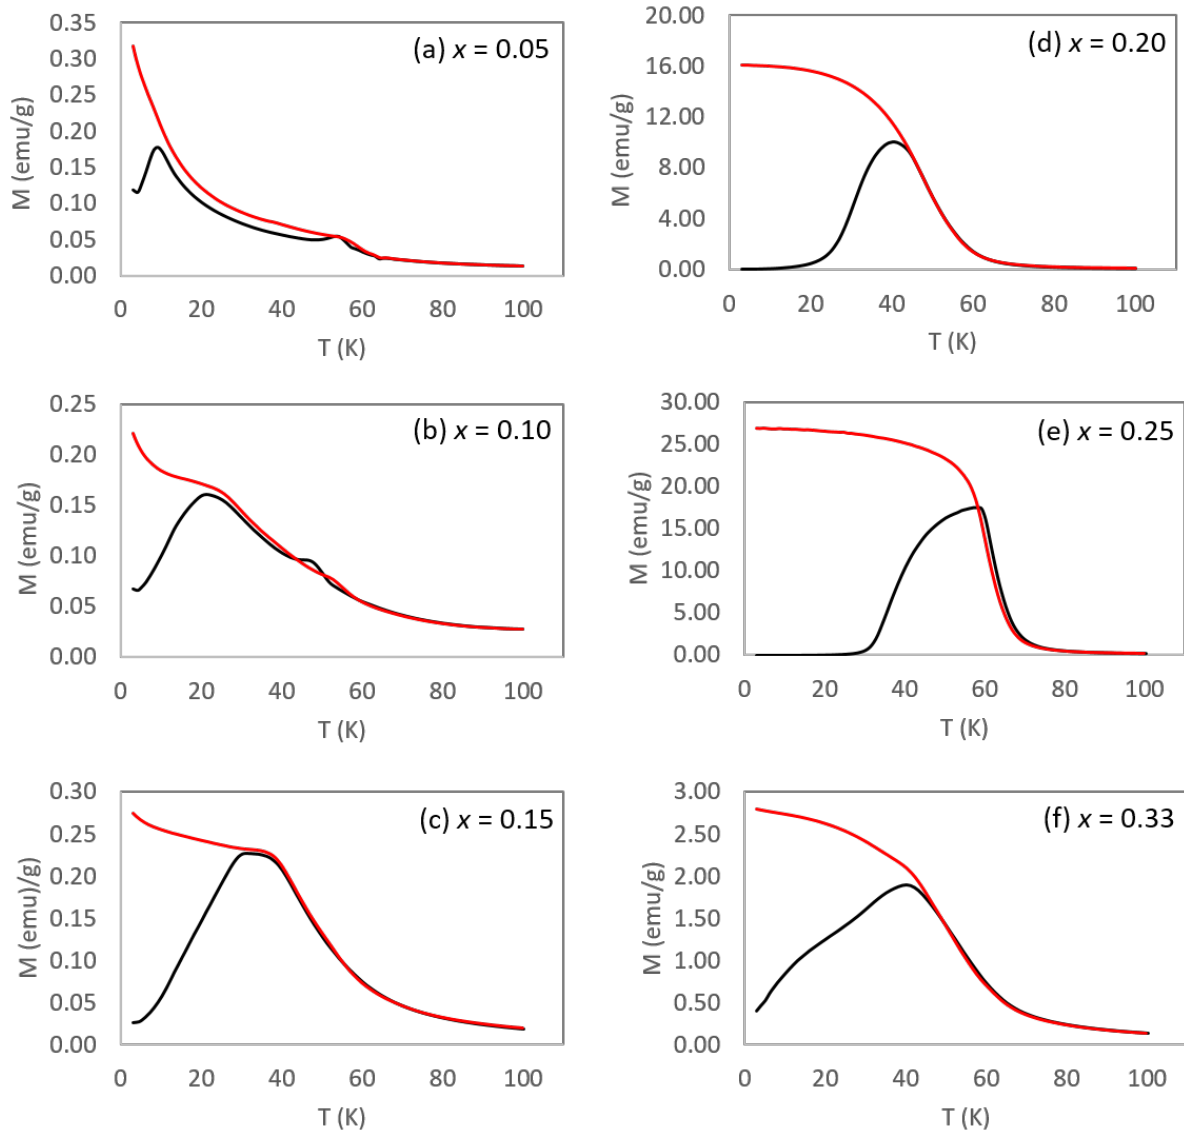 0.35
0.30
0.25
0.20
0.15
0.10
0.05
0.00
M (emu/g)
(a) x = 0.05
0 20 40 60 80 100
T (K)
20.00
16.00
12.00
8.00
4.00
0.00
M (emu/g)
(d) x = 0.20
0 20 40 60 80 100
T (K)
0.25
0.20
0.15
0.10
0.05
0.00
M (emu/g)
(b) x = 0.10
0 20 40 60 80 100
T (K)
30.00
25.00
20.00
15.00
10.00
5.00
0.00
M (emu/g)
(e) x = 0.25
0 20 40 60 80 100
T (K)
0.30
0.25
0.20
0.15
0.10
0.05
0.00
M (emu)/g)
(c) x = 0.15
0 20 40 60 80 100
T (K)
3.00
2.50
2.00
1.50
1.00
0.50
0.00
M (emu/g)
(f) x = 0.33
0 20 40 60 80 100
T (K)